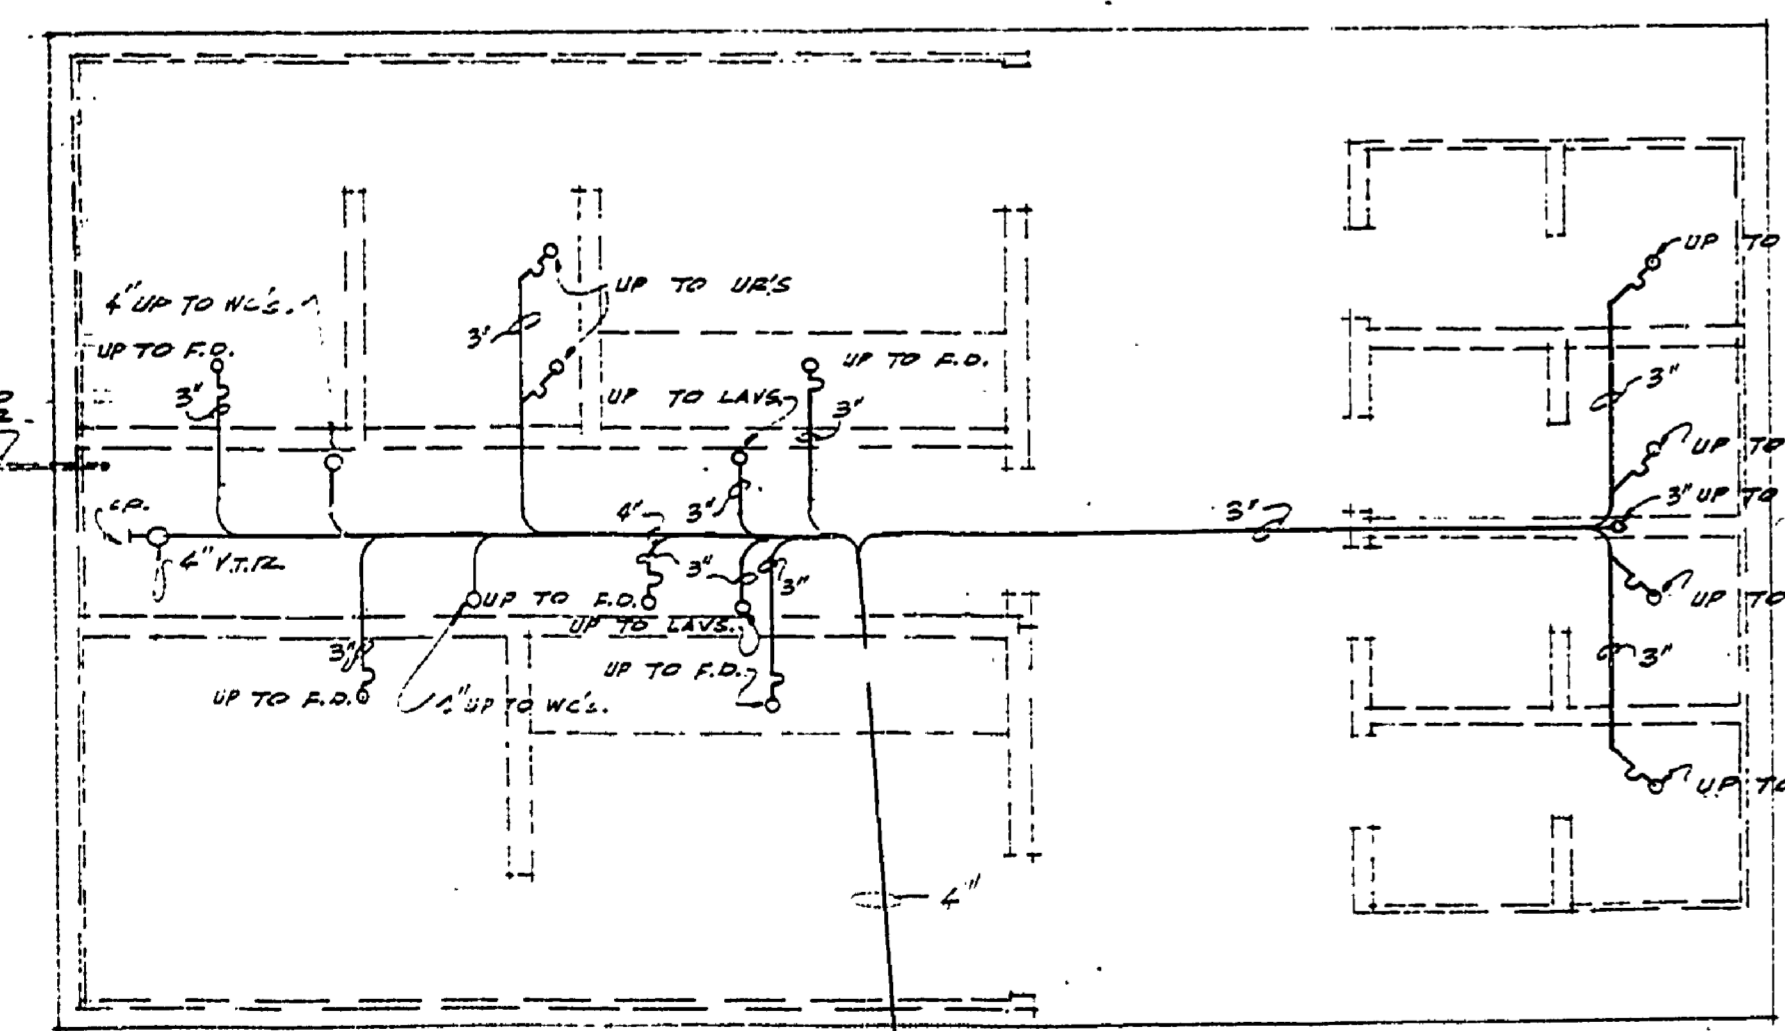 UP TO
UP TO UR'S
4" UP TO WC'S.
3"
UP TO F.D.
UP TO F.D.
3"
3"
UP TO LAVS.
3"
UP TO
3" UP TO
3"
4"
3"
4" V.T.R.
3"
3"
UP TO F.D.
UP TO
UP TO LAVS.
3"
3"
UP TO F.D.
UP TO F.D.
4" UP TO WC'S.
UP TO
4"